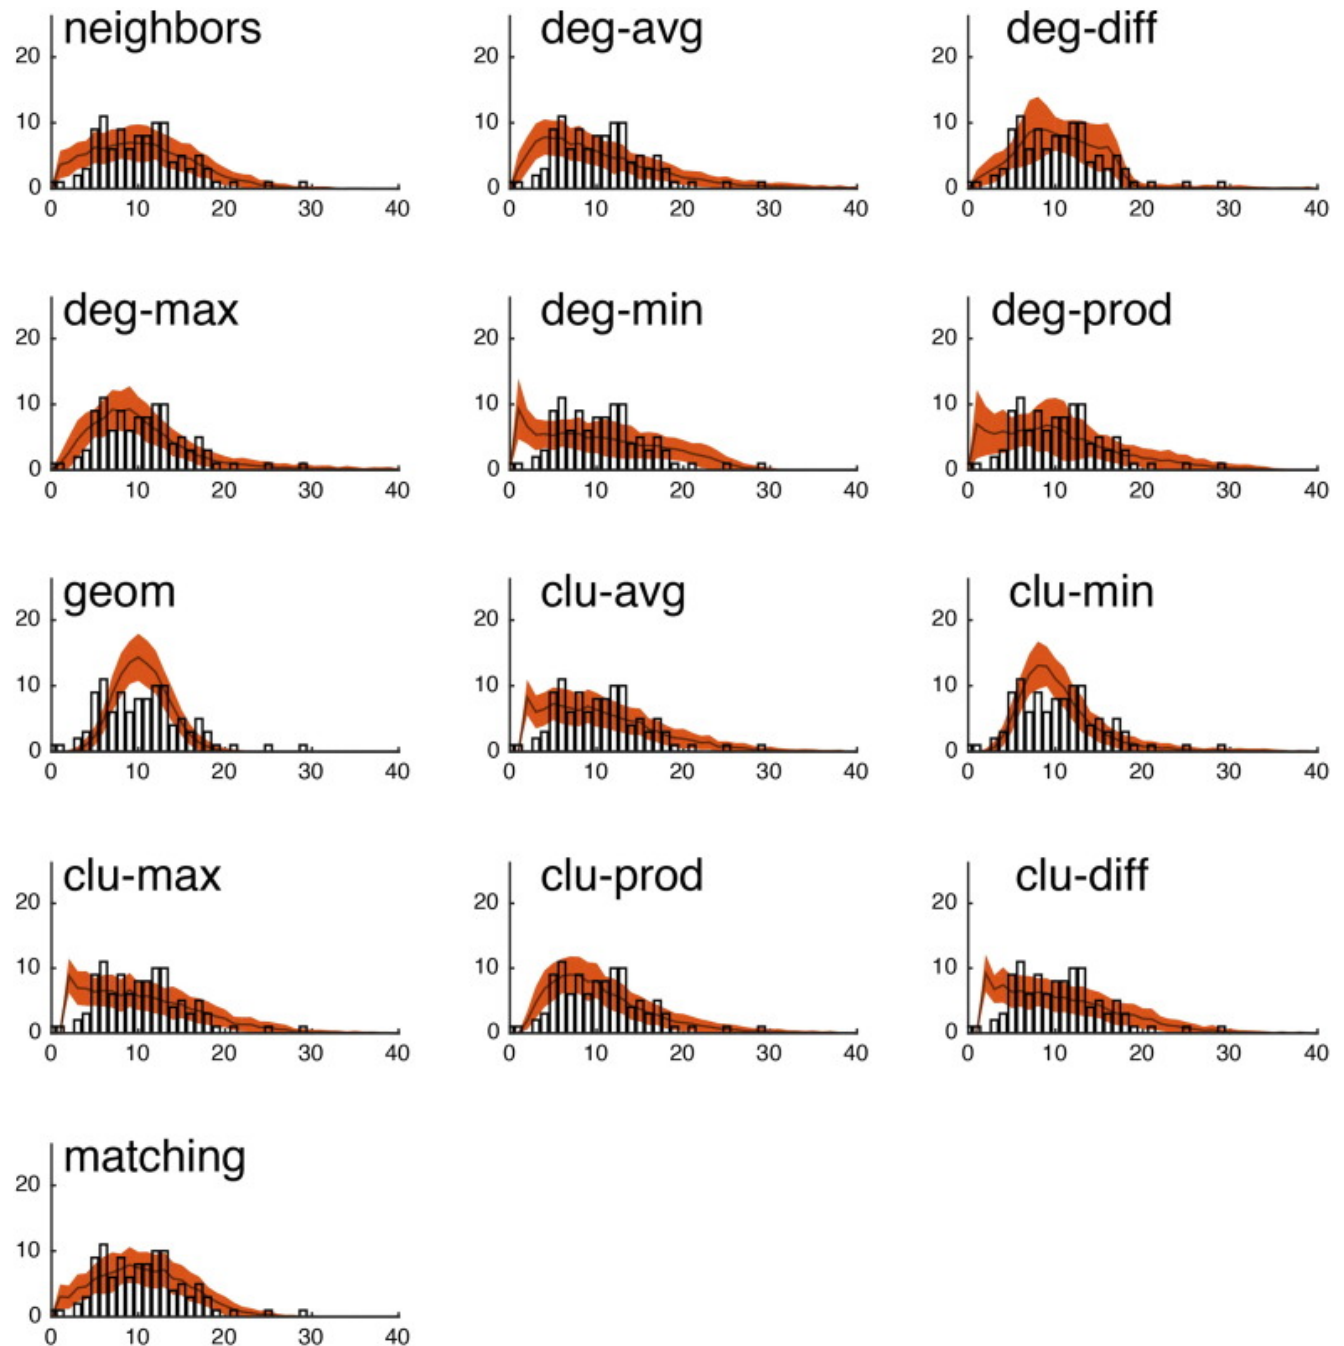 neighbors deg-avg deg-diff
20 20 20
10 10 10
0 0 0
0 10 20 30 40 0 10 20 30 40 0 10 20 30 40
deg-max deg-min deg-prod
20 20 20
10 10 10
0 0 0
0 10 20 30 40 0 10 20 30 40 0 10 20 30 40
geom clu-avg clu-min
20 20 20
10 10 10
0 0 0
0 10 20 30 40 0 10 20 30 40 0 10 20 30 40
clu-max clu-prod clu-diff
20 20 20
10 10 10
0 0 0
0 10 20 30 40 0 10 20 30 40 0 10 20 30 40
matching
20
10
0
0 10 20 30 40